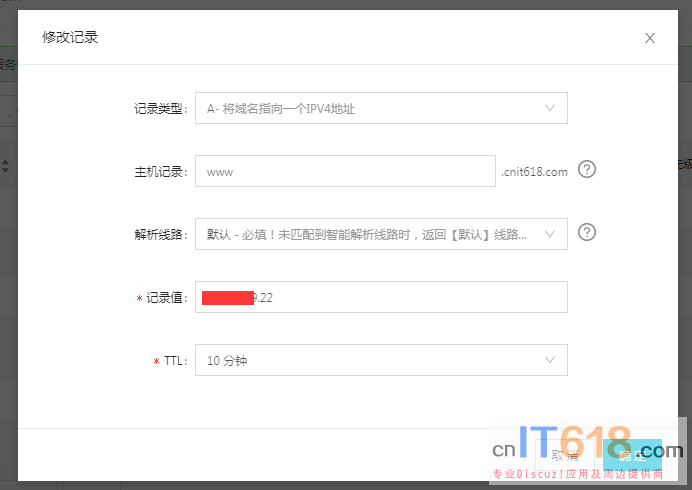 修改记录
服务
记录类型: A- 将域名指向一个IPV4地址
主机记录: www .cnit618.com
解析线路: 默认 - 必填！未匹配到智能解析线路时，返回【默认】线路...
* 记录值: 9.22
* TTL: 10 分钟
取消 确定
cnIT618.com
专业Discuz!应用及周边提供商